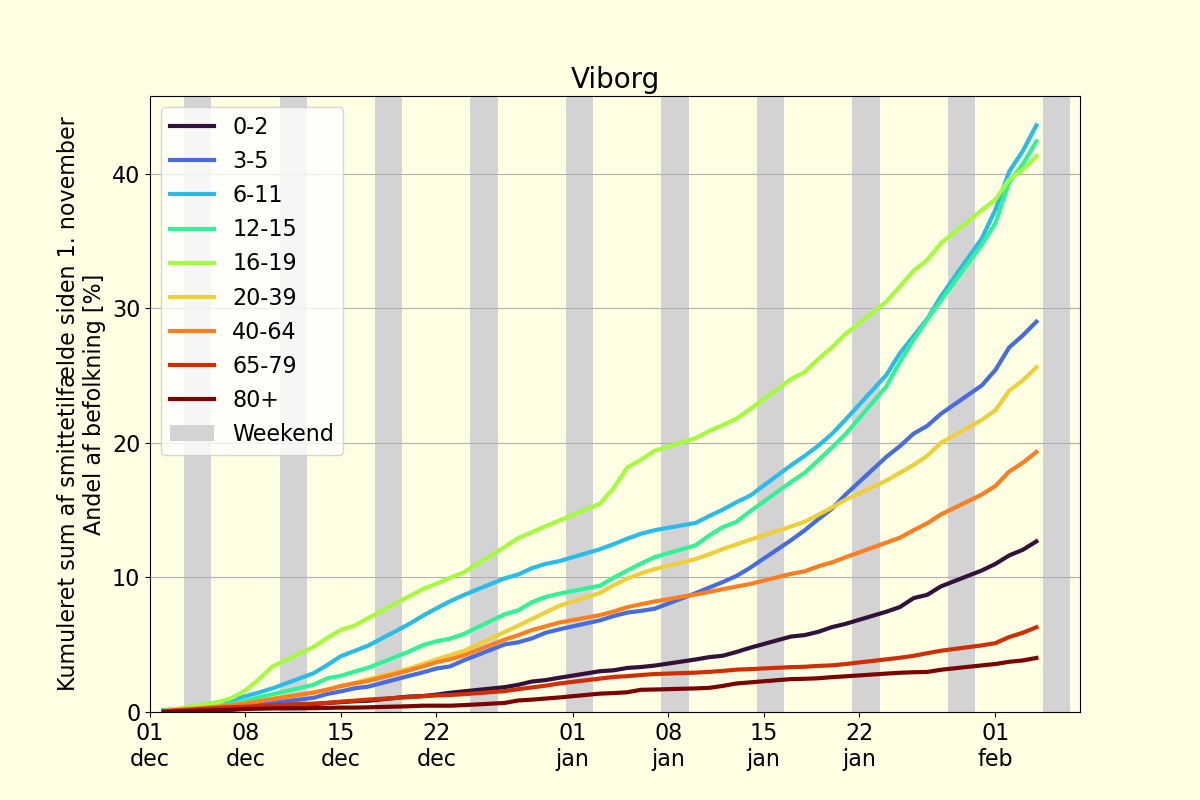 Viborg
Kumuleret sum af smittetilfælde siden 1. november
Andel af befolkning [%]
40
30
20
10
0
0-2
3-5
6-11
12-15
16-19
20-39
40-64
65-79
80+
Weekend
01 08 15 22 01 08 15 22 01
dec dec dec dec jan jan jan jan feb